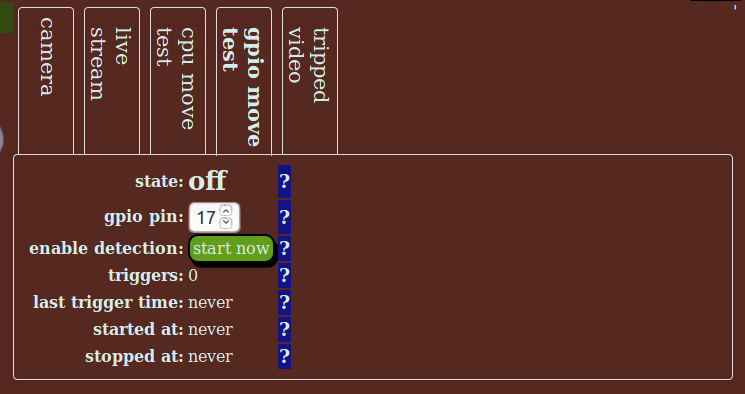 camera
live
stream
cpu move
test
gpio move
test
tripped
video
state: off ?
gpio pin: 17 ?
enable detection: start now ?
triggers: 0 ?
last trigger time: never ?
started at: never ?
stopped at: never ?